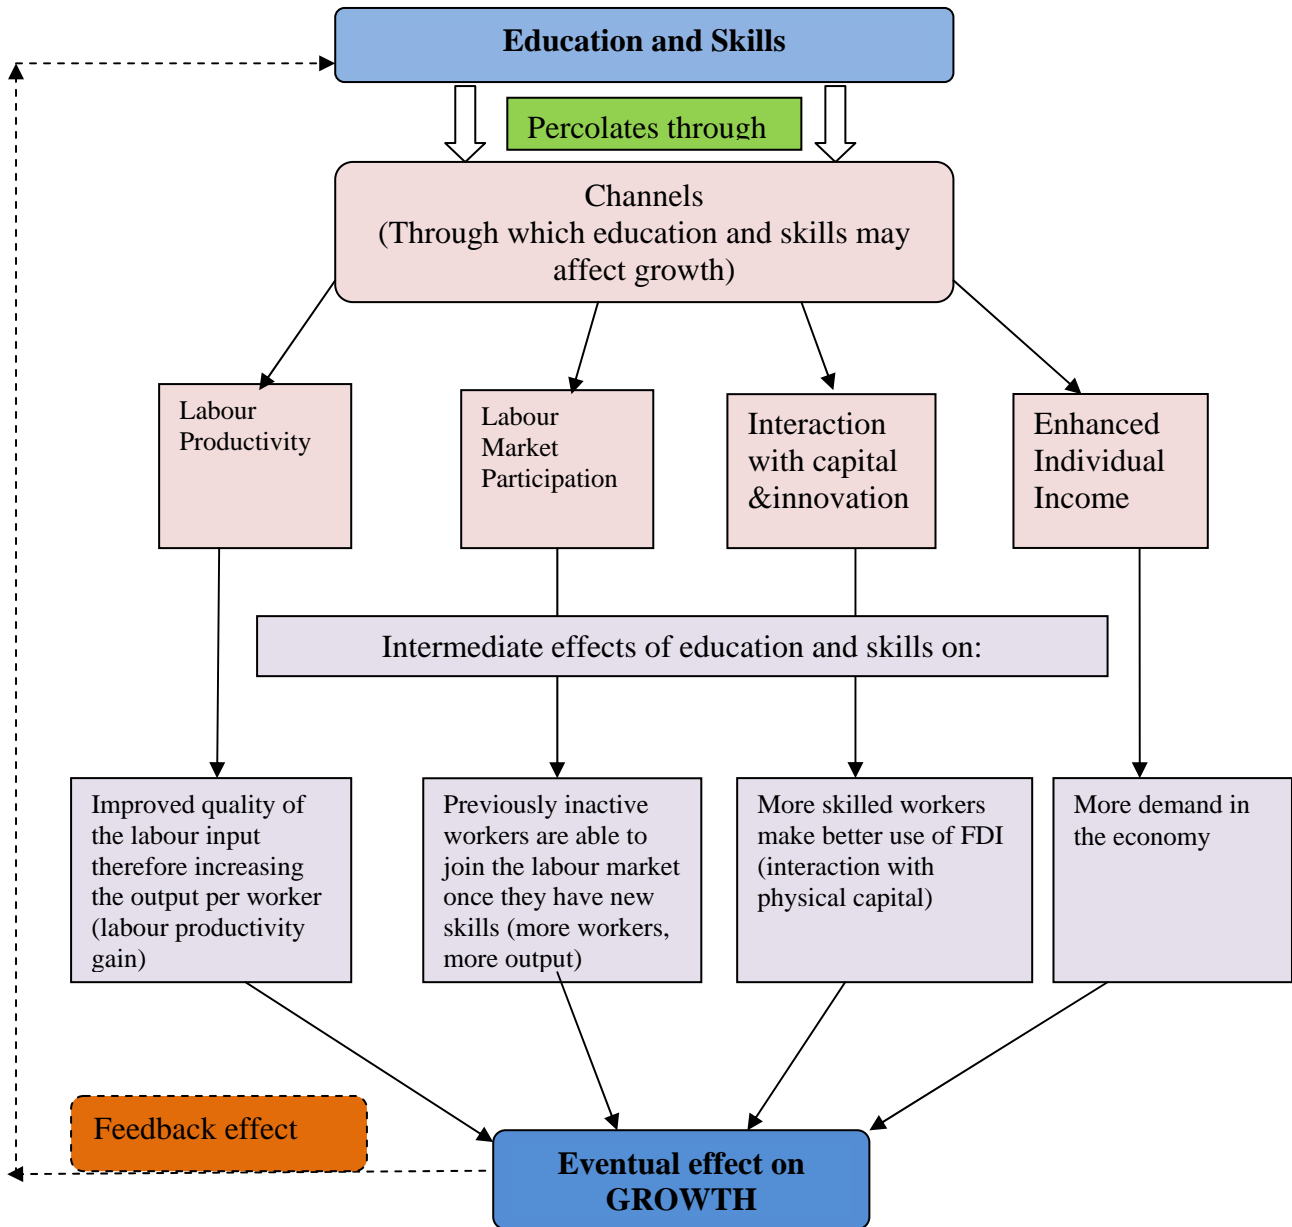 Education and Skills
Percolates through
Channels
(Through which education and skills may
affect growth)
Labour
Productivity
Labour
Market
Participation
Interaction
with capital
&innovation
Enhanced
Individual
Income
Intermediate effects of education and skills on:
Improved quality of
the labour input
therefore increasing
the output per worker
(labour productivity
gain)
Previously inactive
workers are able to
join the labour market
once they have new
skills (more workers,
more output)
More skilled workers
make better use of FDI
(interaction with
physical capital)
More demand in
the economy
Feedback effect
Eventual effect on
GROWTH